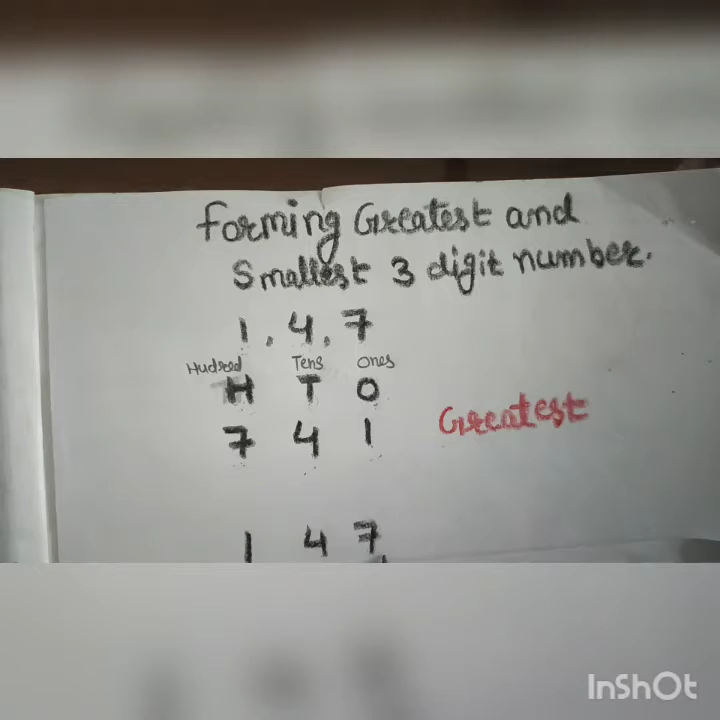 Forming Greatest and
Smallest 3 digit number.
1, 4, 7
Hudred Tens Ones
H T O
7 4 1 Greatest
1 4 7
InShOt